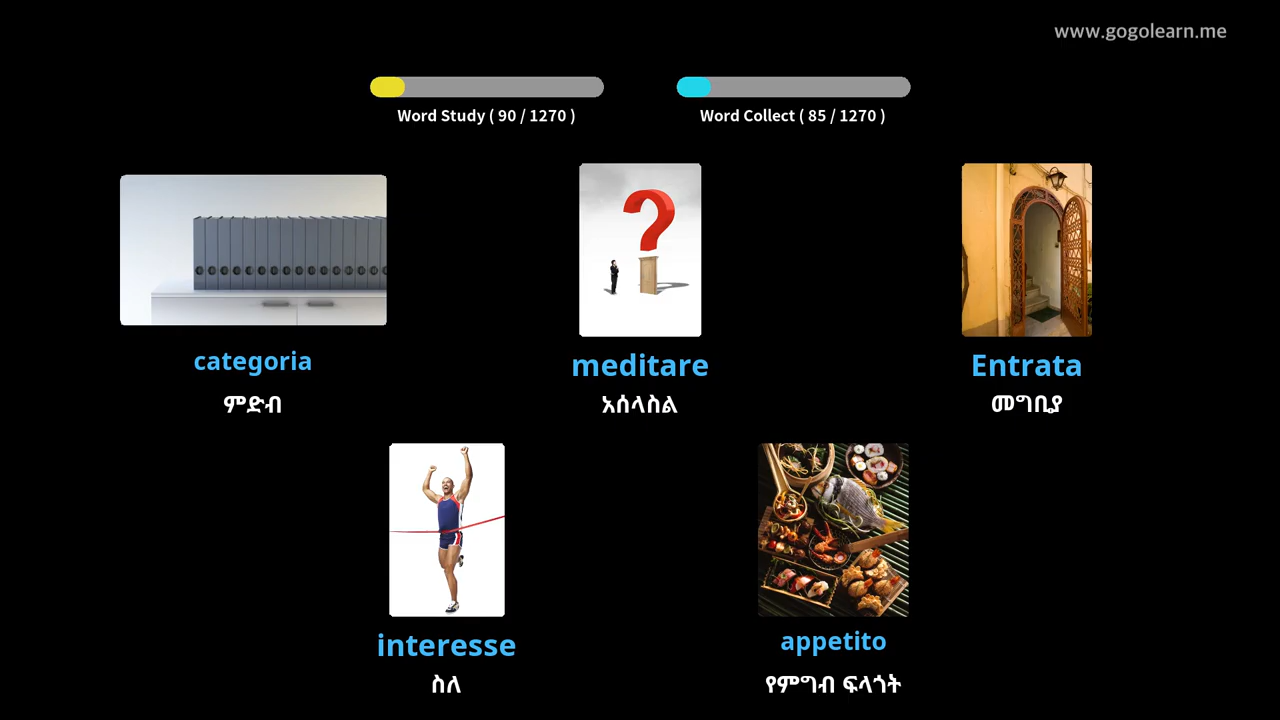 www.gogolearn.me
Word Study ( 90 / 1270 )
Word Collect ( 85 / 1270 )
categoria
ምድብ
meditare
አሰላስል
Entrata
መግቢያ
interesse
ስለ
appetito
የምግብ ፍላጎት